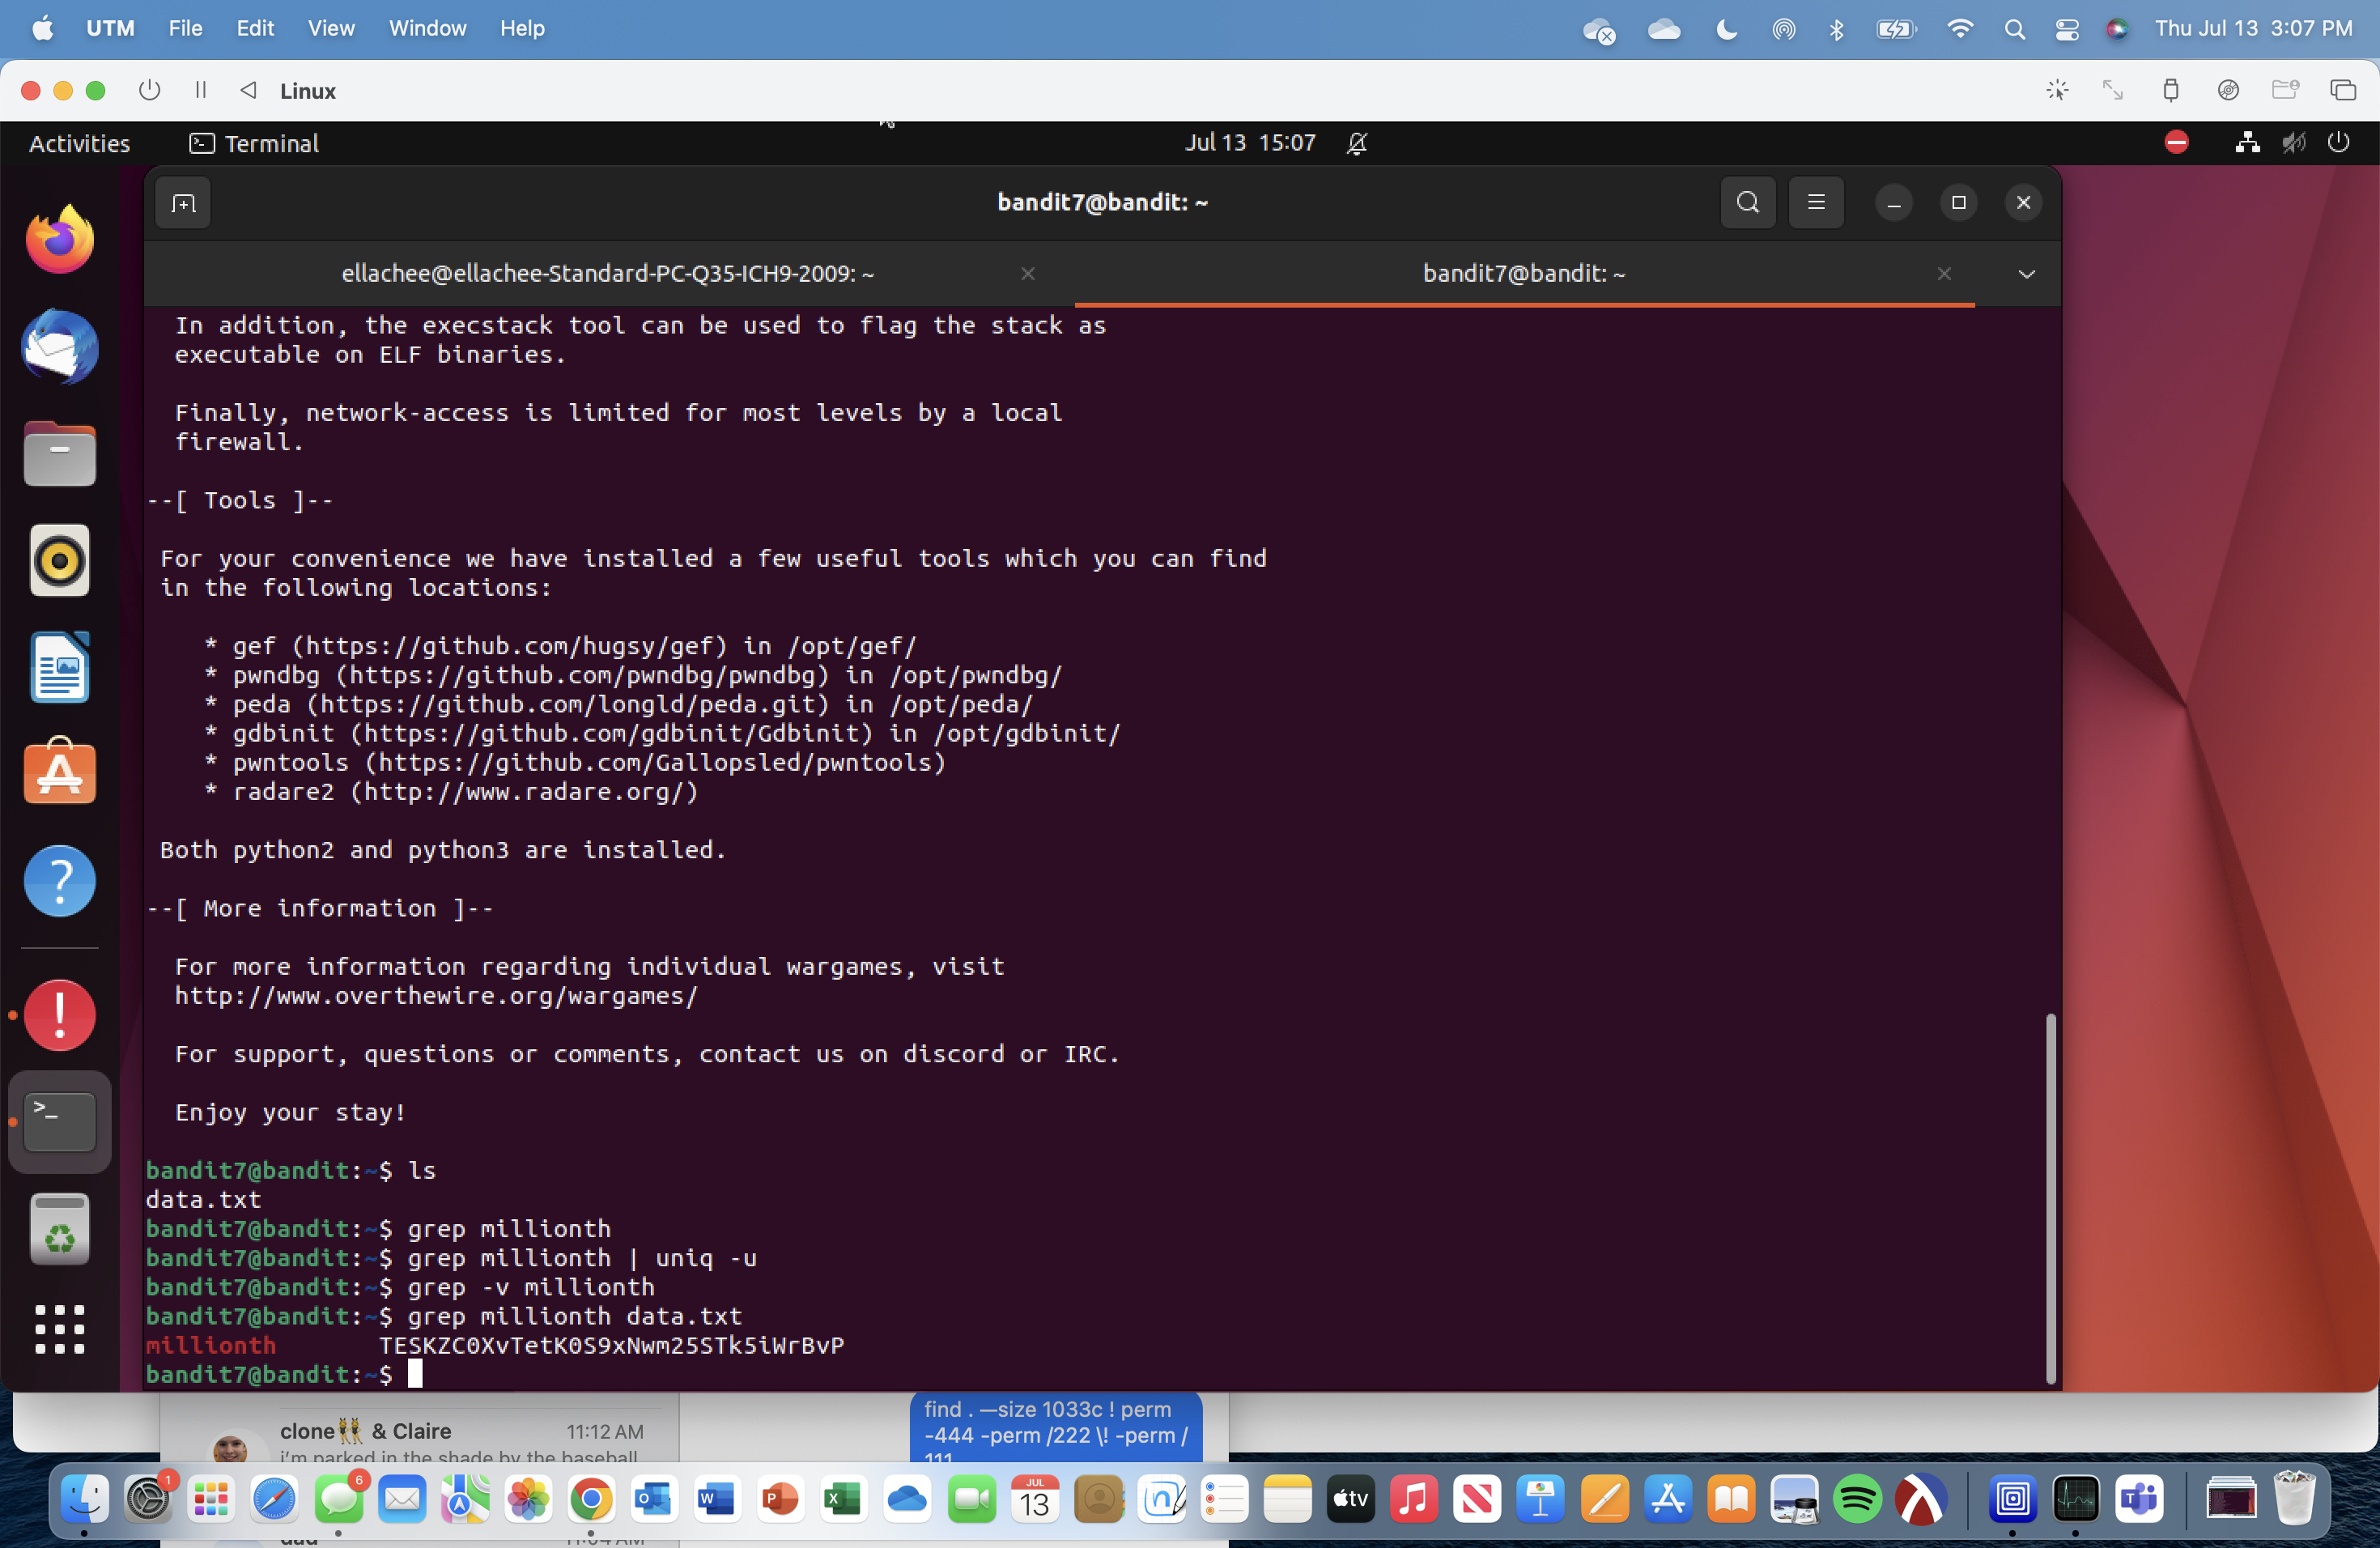 UTM File Edit View Window Help Thu Jul 13 3:07 PM
Linux
Activities Terminal Jul 13 15:07
bandit7@bandit: ~
ellachee@ellachee-Standard-PC-Q35-ICH9-2009: ~ bandit7@bandit: ~
In addition, the execstack tool can be used to flag the stack as
executable on ELF binaries.
Finally, network-access is limited for most levels by a local
firewall.
--[ Tools ]--
For your convenience we have installed a few useful tools which you can find
in the following locations:
* gef (https://github.com/hugsy/gef) in /opt/gef/
* pwndbg (https://github.com/pwndbg/pwndbg) in /opt/pwndbg/
* peda (https://github.com/longld/peda.git) in /opt/peda/
* gdbinit (https://github.com/gdbinit/Gdbinit) in /opt/gdbinit/
* pwntools (https://github.com/Gallopsled/pwntools)
* radare2 (http://www.radare.org/)
Both python2 and python3 are installed.
--[ More information ]--
For more information regarding individual wargames, visit
http://www.overthewire.org/wargames/
For support, questions or comments, contact us on discord or IRC.
Enjoy your stay!
bandit7@bandit:~$ ls
data.txt
bandit7@bandit:~$ grep millionth
bandit7@bandit:~$ grep millionth | uniq -u
bandit7@bandit:~$ grep -v millionth
bandit7@bandit:~$ grep millionth data.txt
millionth TESKZC0XvTetK0S9xNwm25STk5iWrBvP
bandit7@bandit:~$
clone & Claire 11:12 AM
i'm parked in the shade by the baseball
find . —size 1033c ! perm
-444 -perm /222 \! -perm /
111
1
6
JUL
13
tv
dad 11:04 AM